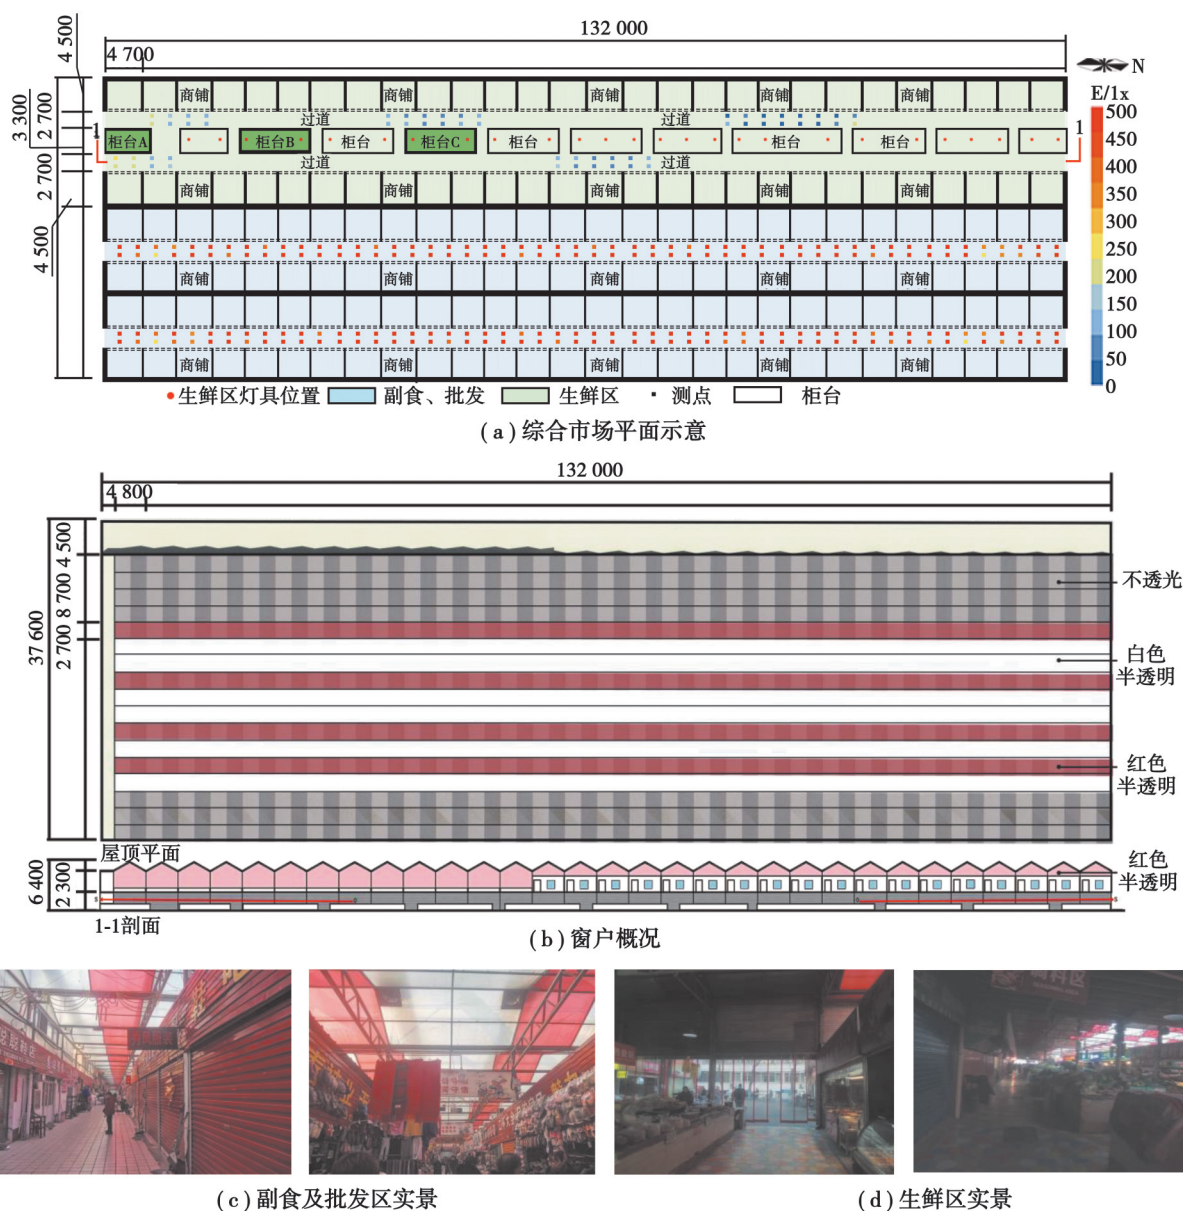 132 000
4 700
4 500
2 700
3 300
2 700
4 500
N
E/1x
500
450
400
350
300
250
200
150
100
50
0
商铺 商铺 商铺 商铺 商铺
过道 过道
1 柜台A 柜台B 柜台 柜台C 柜台 柜台 柜台 1
过道 过道
商铺 商铺 商铺 商铺 商铺
商铺 商铺 商铺 商铺 商铺
商铺 商铺 商铺 商铺 商铺
生鲜区灯具位置 副食、批发 生鲜区 测点 柜台
(a)综合市场平面示意
132 000
4 800
4 500
8 700
2 700
37 600
不透光
白色
半透明
红色
半透明
屋顶平面
6 400
2 300
红色
半透明
1-1剖面
(b)窗户概况
(c)副食及批发区实景
(d)生鲜区实景